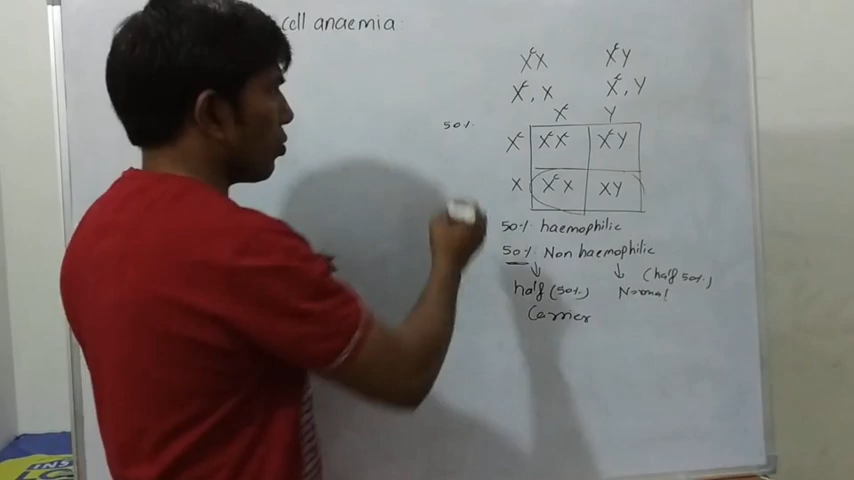 cell anaemia
XᶜX XᶜY
Xᶜ, X Xᶜ, Y
Xᶜ Y
50%
Xᶜ XᶜXᶜ XᶜY
X XᶜX XY
50% haemophilic
50% Non haemophilic
half (50%) Normal (half 50%)
Carrier
INS